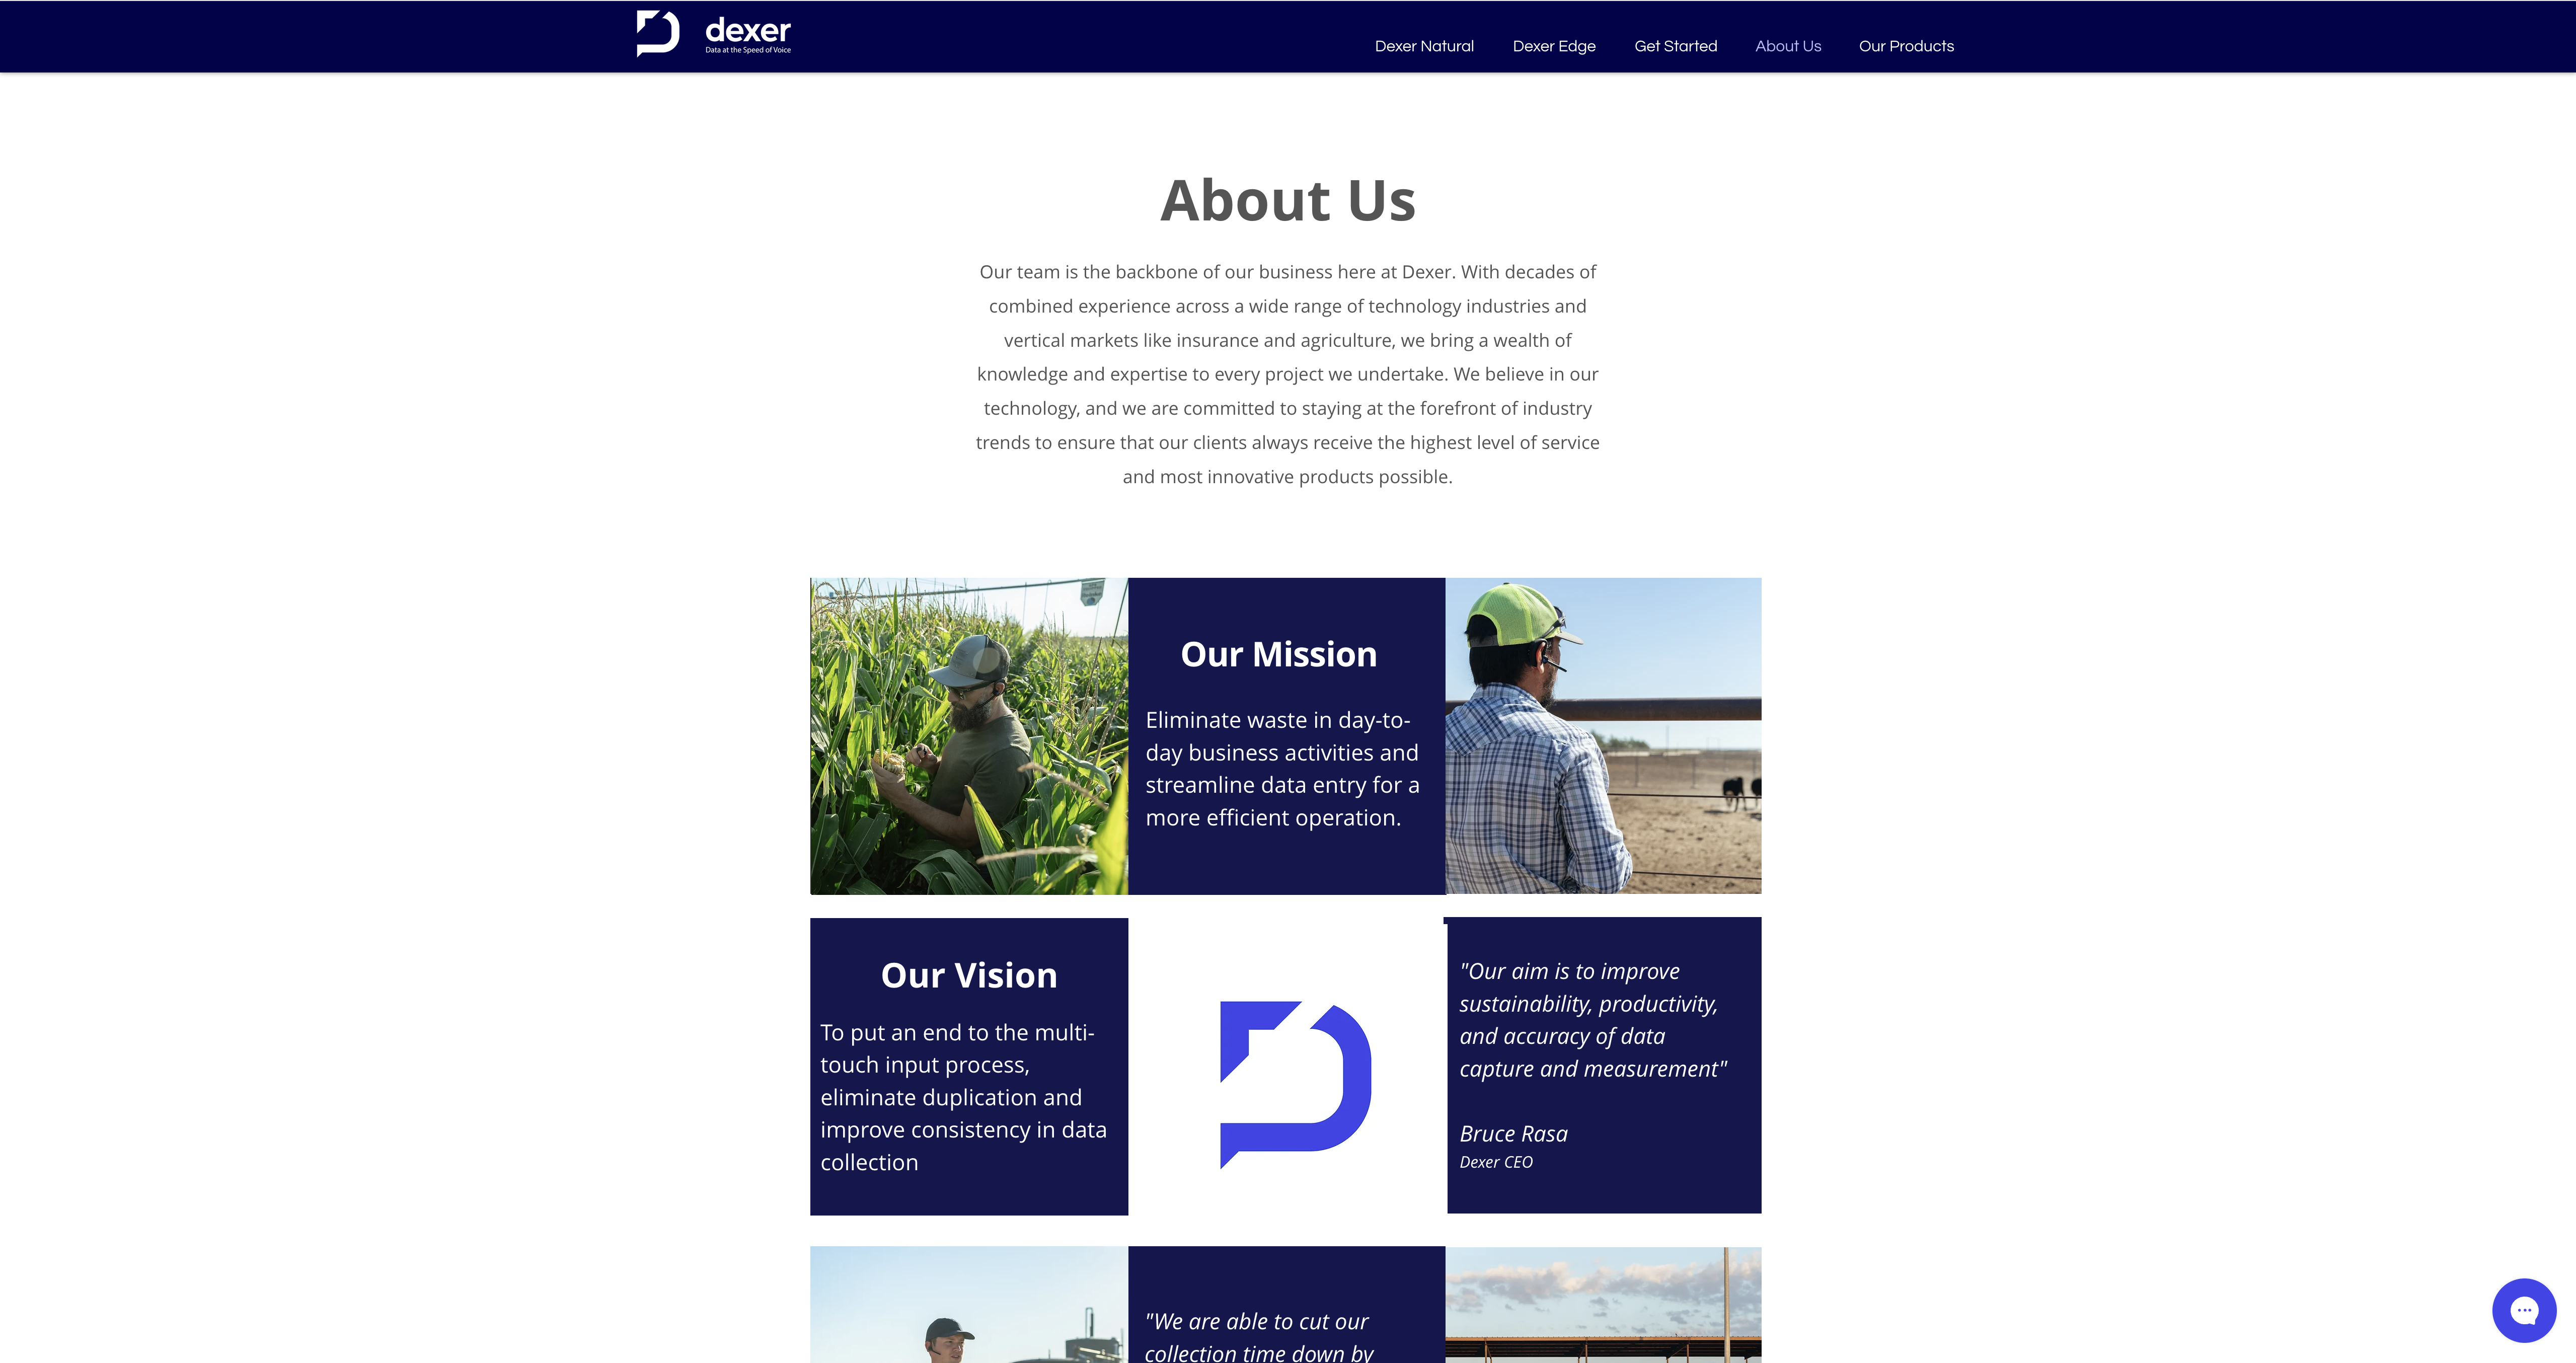 dexer
Data at the Speed of Voice
Dexer Natural
Dexer Edge
Get Started
About Us
Our Products
About Us
Our team is the backbone of our business here at Dexer. With decades of
combined experience across a wide range of technology industries and
vertical markets like insurance and agriculture, we bring a wealth of
knowledge and expertise to every project we undertake. We believe in our
technology, and we are committed to staying at the forefront of industry
trends to ensure that our clients always receive the highest level of service
and most innovative products possible.
Our Mission
Eliminate waste in day-to-
day business activities and
streamline data entry for a
more efficient operation.
Our Vision
To put an end to the multi-
touch input process,
eliminate duplication and
improve consistency in data
collection
"Our aim is to improve
sustainability, productivity,
and accuracy of data
capture and measurement"
Bruce Rasa
Dexer CEO
"We are able to cut our
collection time down by